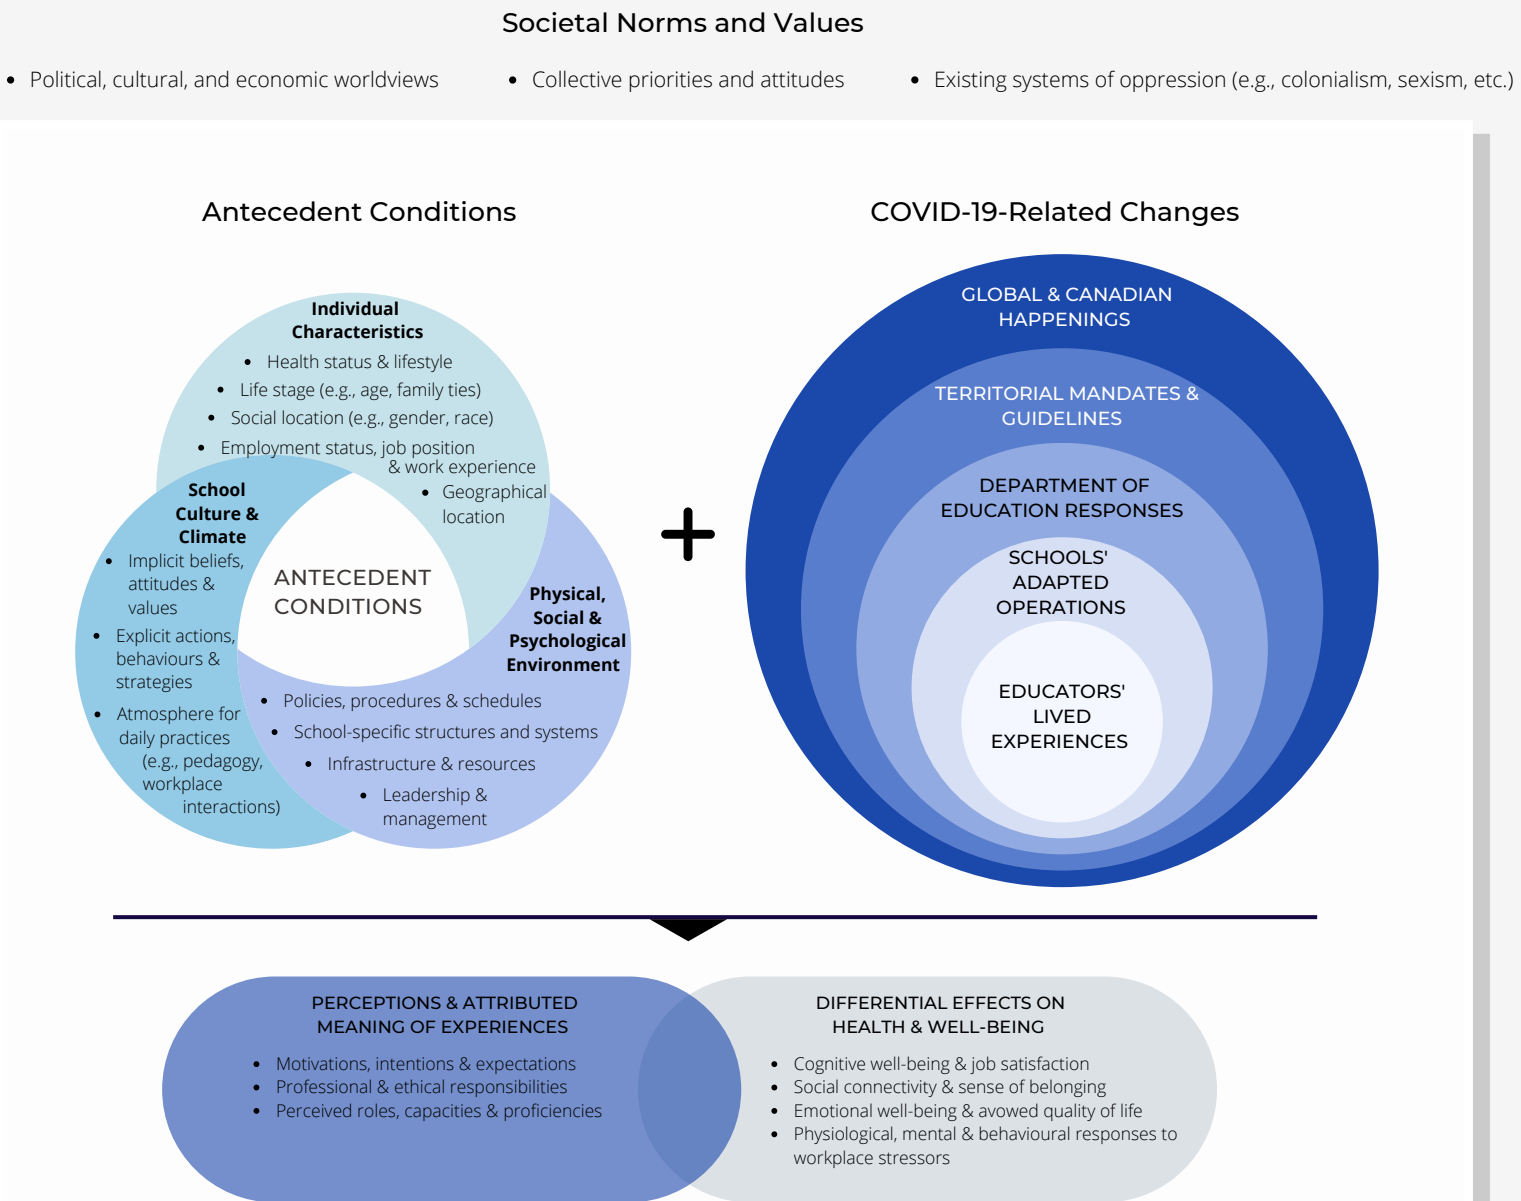 Societal Norms and Values
• Political, cultural, and economic worldviews
• Collective priorities and attitudes
• Existing systems of oppression (e.g., colonialism, sexism, etc.)
Antecedent Conditions
Individual
Characteristics
• Health status & lifestyle
• Life stage (e.g., age, family ties)
• Social location (e.g., gender, race)
• Employment status, job position
& work experience
• Geographical
location
School
Culture &
Climate
• Implicit beliefs,
attitudes &
values
• Explicit actions,
behaviours &
strategies
• Atmosphere for
daily practices
(e.g., pedagogy,
workplace
interactions)
ANTECEDENT
CONDITIONS
Physical,
Social &
Psychological
Environment
• Policies, procedures & schedules
• School-specific structures and systems
• Infrastructure & resources
• Leadership &
management
+
COVID-19-Related Changes
GLOBAL & CANADIAN
HAPPENINGS
TERRITORIAL MANDATES &
GUIDELINES
DEPARTMENT OF
EDUCATION RESPONSES
SCHOOLS'
ADAPTED
OPERATIONS
EDUCATORS'
LIVED
EXPERIENCES
PERCEPTIONS & ATTRIBUTED
MEANING OF EXPERIENCES
• Motivations, intentions & expectations
• Professional & ethical responsibilities
• Perceived roles, capacities & proficiencies
DIFFERENTIAL EFFECTS ON
HEALTH & WELL-BEING
• Cognitive well-being & job satisfaction
• Social connectivity & sense of belonging
• Emotional well-being & avowed quality of life
• Physiological, mental & behavioural responses to
workplace stressors